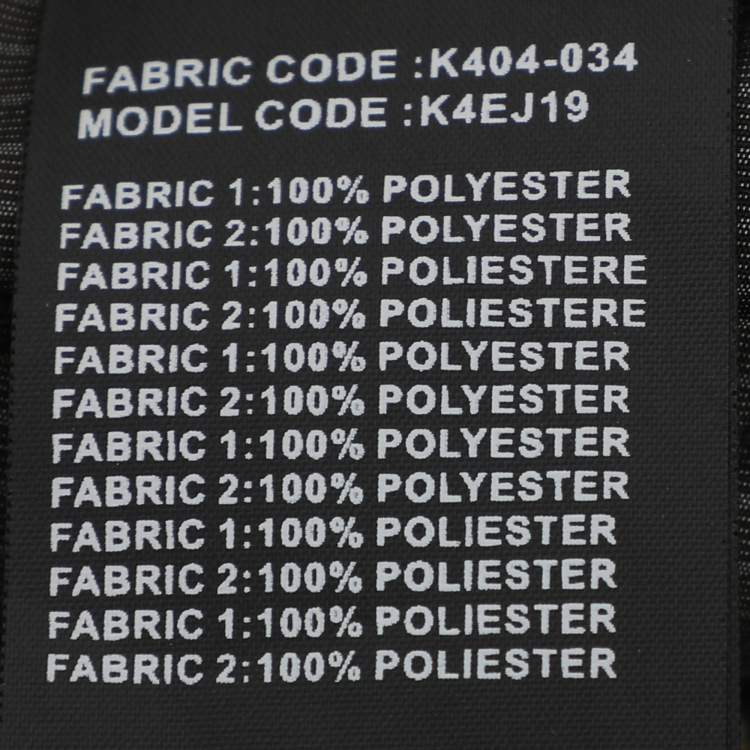 FABRIC CODE :K404-034
MODEL CODE :K4EJ19
FABRIC 1:100% POLYESTER
FABRIC 2:100% POLYESTER
FABRIC 1:100% POLIESTERE
FABRIC 2:100% POLIESTERE
FABRIC 1:100% POLYESTER
FABRIC 2:100% POLYESTER
FABRIC 1:100% POLYESTER
FABRIC 2:100% POLYESTER
FABRIC 1:100% POLIESTER
FABRIC 2:100% POLIESTER
FABRIC 1:100% POLIESTER
FABRIC 2:100% POLIESTER